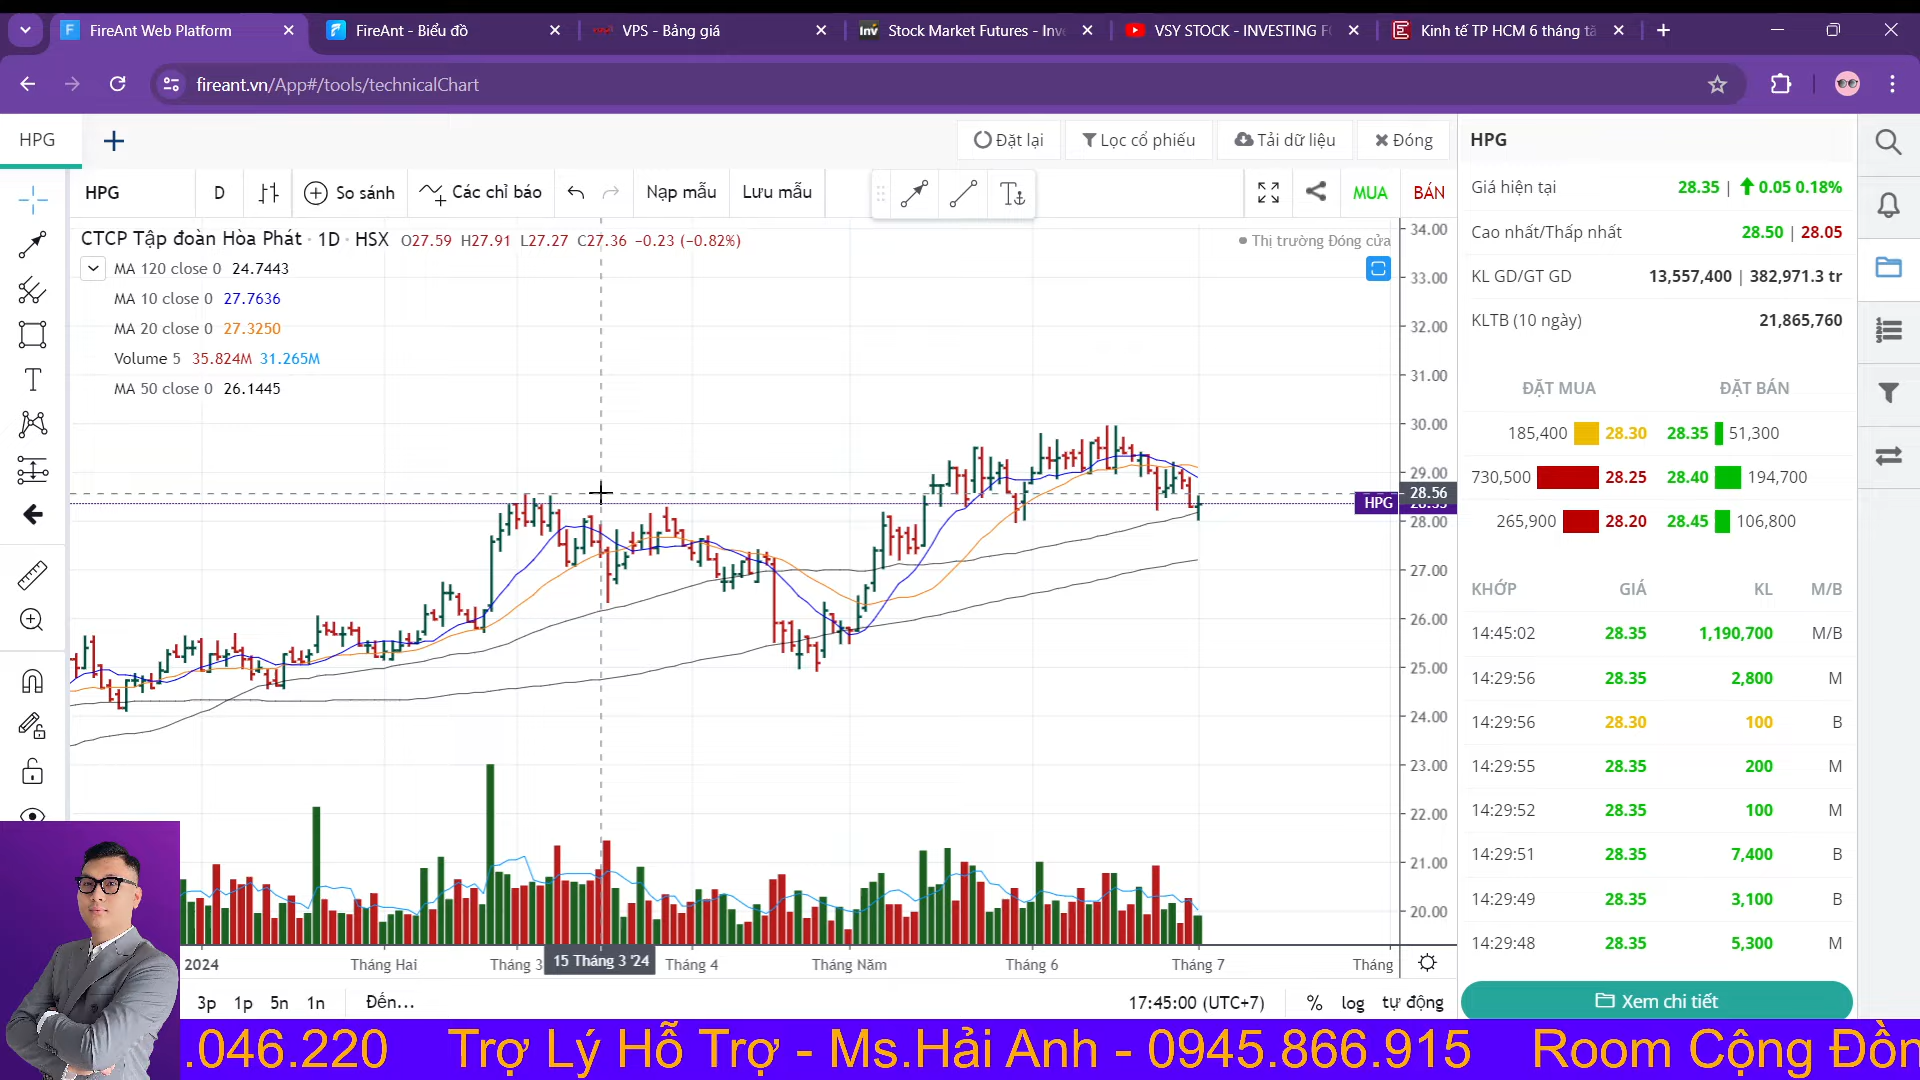 FireAnt Web Platform
FireAnt - Biểu đồ
VPS - Bảng giá
Stock Market Futures - Inve
VSY STOCK - INVESTING F
Kinh tế TP HCM 6 tháng tă
fireant.vn/App#/tools/technicalChart
HPG
Đặt lại
Lọc cổ phiếu
Tải dữ liệu
Đóng
HPG
HPG
D
So sánh
Các chỉ báo
Nạp mẫu
Lưu mẫu
MUA
BÁN
Giá hiện tại 28.35 | 0.05 0.18%
Cao nhất/Thấp nhất 28.50 | 28.05
KL GD/GT GD 13,557,400 | 382,971.3 tr
KLTB (10 ngày) 21,865,760
CTCP Tập đoàn Hòa Phát · 1D · HSX O27.59 H27.91 L27.27 C27.36 −0.23 (−0.82%)
Thị trường Đóng cửa
MA 120 close 0 24.7443
MA 10 close 0 27.7636
MA 20 close 0 27.3250
Volume 5 35.824M 31.265M
MA 50 close 0 26.1445
34.00
33.00
32.00
31.00
30.00
29.00
28.56
HPG
28.00
27.00
26.00
25.00
24.00
23.00
22.00
21.00
20.00
ĐẶT MUA ĐẶT BÁN
185,400 28.30 28.35 51,300
730,500 28.25 28.40 194,700
265,900 28.20 28.45 106,800
KHỚP GIÁ KL M/B
14:45:02 28.35 1,190,700 M/B
14:29:56 28.35 2,800 M
14:29:56 28.30 100 B
14:29:55 28.35 200 M
14:29:52 28.35 100 M
14:29:51 28.35 7,400 B
14:29:49 28.35 3,100 B
14:29:48 28.35 5,300 M
Xem chi tiết
2024 Tháng Hai Tháng 3 15 Tháng 3 '24 Tháng 4 Tháng Năm Tháng 6 Tháng 7 Tháng
3p 1p 5n 1n Đến...
17:45:00 (UTC+7) % log tự động
.046.220 Trợ Lý Hỗ Trợ - Ms.Hải Anh - 0945.866.915 Room Cộng Đồn